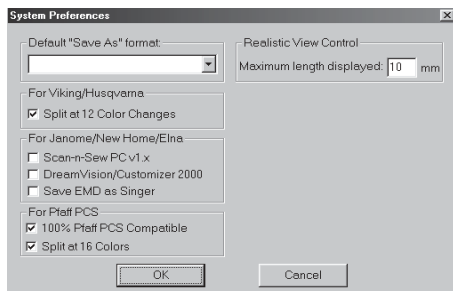 System Preferences
Default "Save As" format:
For Viking/Husqvarna
Split at 12 Color Changes
For Janome/New Home/Elna
Scan-n-Sew PC v1.x
DreamVision/Customizer 2000
Save EMD as Singer
For Pfaff PCS
100% Pfaff PCS Compatible
Split at 16 Colors
Realistic View Control
Maximum length displayed: 10 mm
OK
Cancel